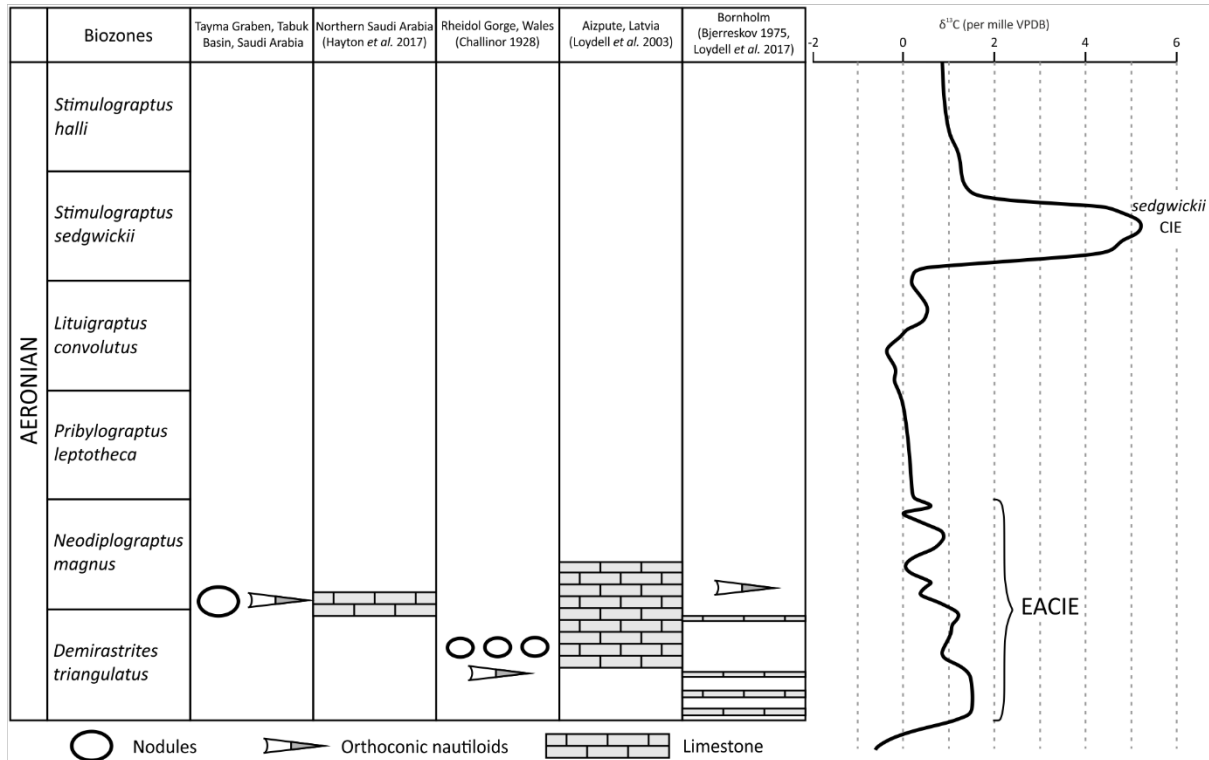 Biozones
Tayma Graben, Tabuk
Basin, Saudi Arabia
Northern Saudi Arabia
(Hayton et al. 2017)
Rheidol Gorge, Wales
(Challinor 1928)
Aizpute, Latvia
(Loydell et al. 2003)
Bornholm
(Bjerreskov 1975,
Loydell et al. 2017)
δ¹³C (per mille VPDB)
-2 0 2 4 6
AERONIAN
Stimulograptus
halli
Stimulograptus
sedgwickii
sedgwickii
CIE
Lituigraptus
convolutus
Pribylograptus
leptotheca
Neodiplograptus
magnus
Demirastrites
triangulatus
EACIE
Nodules
Orthoconic nautiloids
Limestone